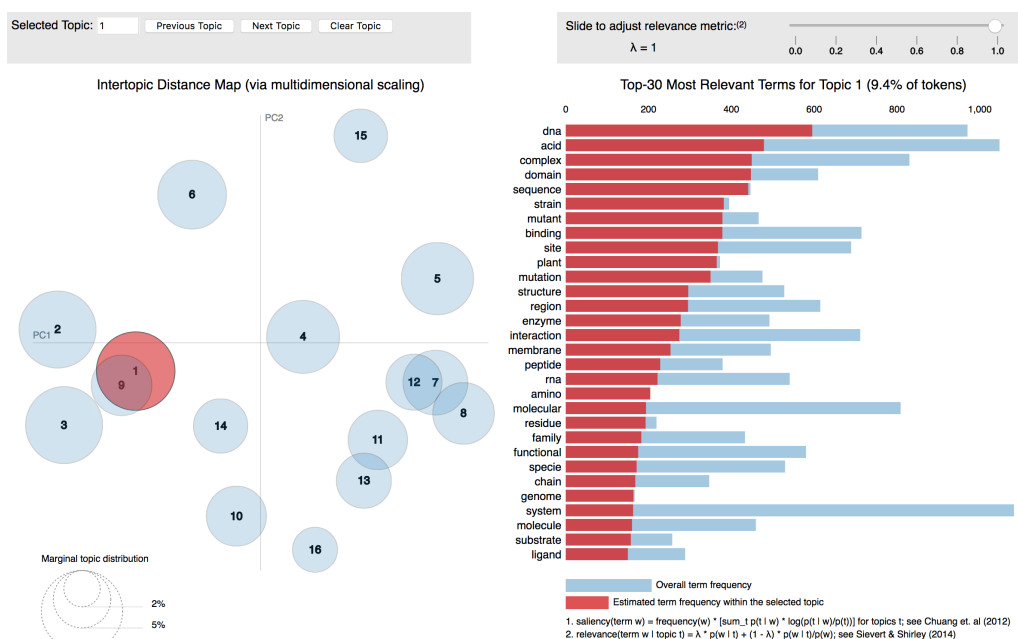 Selected Topic: 1 Previous Topic Next Topic Clear Topic
Slide to adjust relevance metric:(2)
λ = 1
0.0 0.2 0.4 0.6 0.8 1.0
Intertopic Distance Map (via multidimensional scaling)
PC2
PC1
15
6
5
2
4
1
9
12
7
8
3
14
11
13
10
16
Marginal topic distribution
2%
5%
Top-30 Most Relevant Terms for Topic 1 (9.4% of tokens)
0 200 400 600 800 1,000
dna
acid
complex
domain
sequence
strain
mutant
binding
site
plant
mutation
structure
region
enzyme
interaction
membrane
peptide
rna
amino
molecular
residue
family
functional
specie
chain
genome
system
molecule
substrate
ligand
Overall term frequency
Estimated term frequency within the selected topic
1. saliency(term w) = frequency(w) * [sum_t p(t | w) * log(p(t | w)/p(t))] for topics t; see Chuang et. al (2012)
2. relevance(term w | topic t) = λ * p(w | t) + (1 - λ) * p(w | t)/p(w); see Sievert & Shirley (2014)